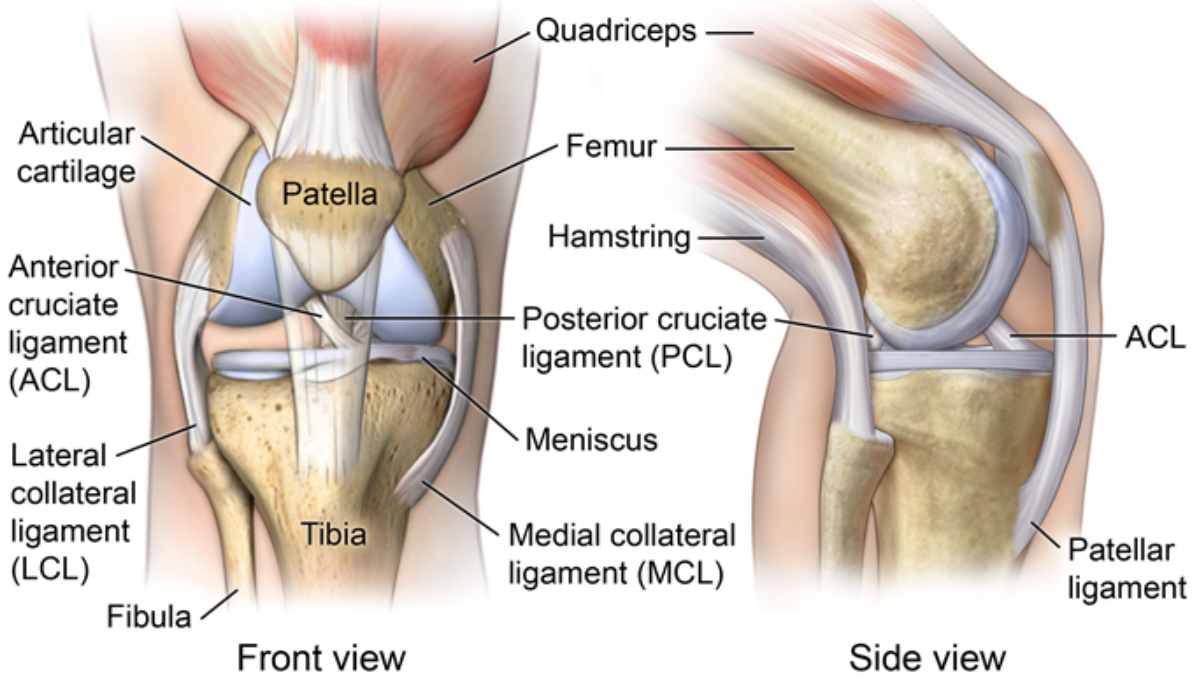 Quadriceps
Articular
cartilage
Patella
Femur
Hamstring
Anterior
cruciate
ligament
(ACL)
Posterior cruciate
ligament (PCL)
ACL
Meniscus
Lateral
collateral
ligament
(LCL)
Tibia
Medial collateral
ligament (MCL)
Patellar
ligament
Fibula
Front view
Side view